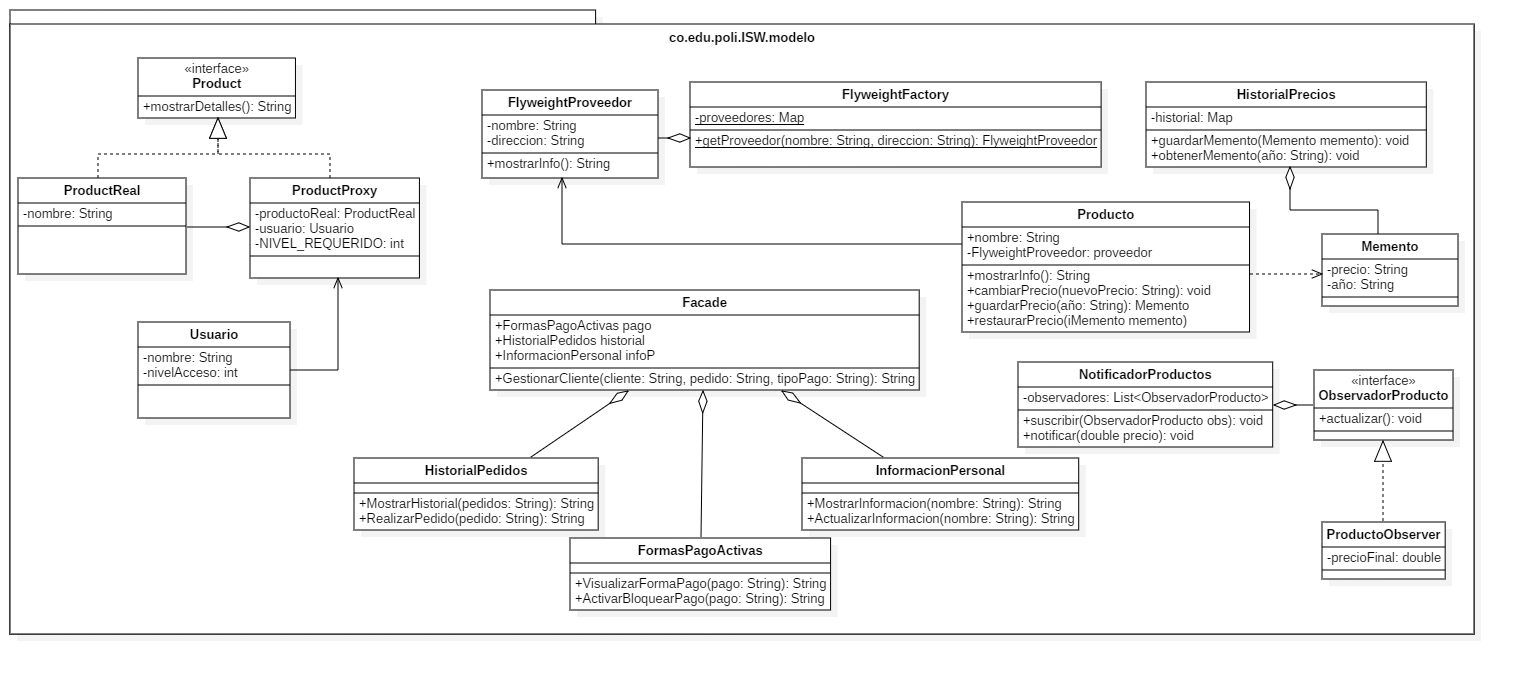 co.edu.poli.ISW.modelo
«interface»
Product
+mostrarDetalles(): String
ProductReal
-nombre: String
ProductProxy
-productoReal: ProductReal
-usuario: Usuario
-NIVEL_REQUERIDO: int
Usuario
-nombre: String
-nivelAcceso: int
FlyweightProveedor
-nombre: String
-direccion: String
+mostrarInfo(): String
FlyweightFactory
-proveedores: Map
+getProveedor(nombre: String, direccion: String): FlyweightProveedor
HistorialPrecios
-historial: Map
+guardarMemento(Memento memento): void
+obtenerMemento(año: String): void
Producto
+nombre: String
-FlyweightProveedor: proveedor
+mostrarInfo(): String
+cambiarPrecio(nuevoPrecio: String): void
+guardarPrecio(año: String): Memento
+restaurarPrecio(iMemento memento)
Memento
-precio: String
-año: String
Facade
+FormasPagoActivas pago
+HistorialPedidos historial
+InformacionPersonal infoP
+GestionarCliente(cliente: String, pedido: String, tipoPago: String): String
NotificadorProductos
-observadores: List<ObservadorProducto>
+suscribir(ObservadorProducto obs): void
+notificar(double precio): void
«interface»
ObservadorProducto
+actualizar(): void
HistorialPedidos
+MostrarHistorial(pedidos: String): String
+RealizarPedido(pedido: String): String
InformacionPersonal
+MostrarInformacion(nombre: String): String
+ActualizarInformacion(nombre: String): String
FormasPagoActivas
+VisualizarFormaPago(pago: String): String
+ActivarBloquearPago(pago: String): String
ProductoObserver
-precioFinal: double